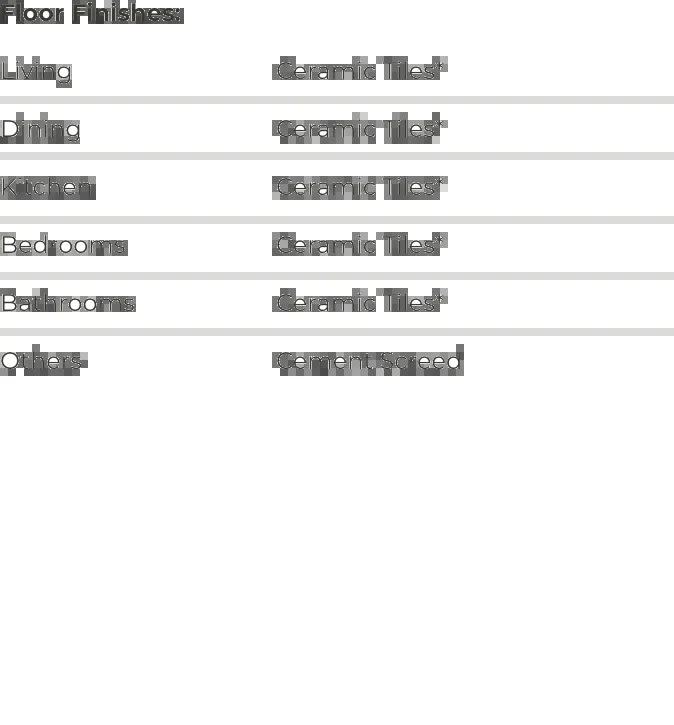 Floor Finishes:
Living Ceramic Tiles*
Dining Ceramic Tiles*
Kitchen Ceramic Tiles*
Bedrooms Ceramic Tiles*
Bathrooms Ceramic Tiles*
Others Cement Screed